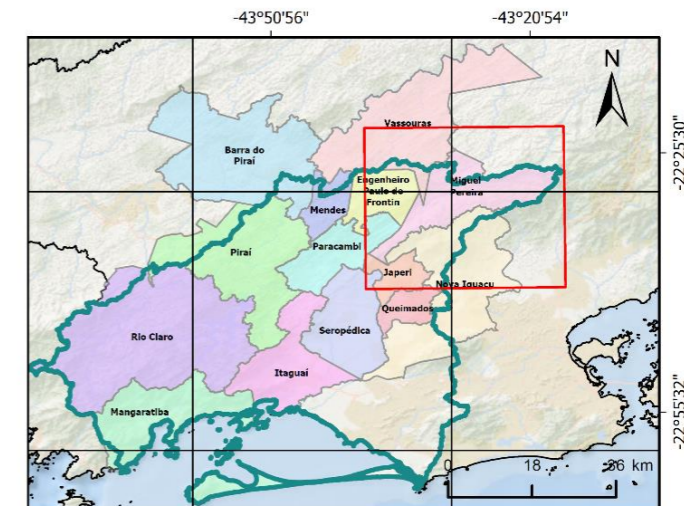 -43°50'56"
-43°20'54"
N
Vassouras
-22°25'30"
Barra do
Piraí
Engenheiro
Paulo de
Frontin
Miguel
Pereira
Mendes
Piraí
Paracambi
Japeri
Nova Iguaçu
Queimados
Rio Claro
Seropédica
Itaguaí
Mangaratiba
-22°55'32"
0 18 36 km